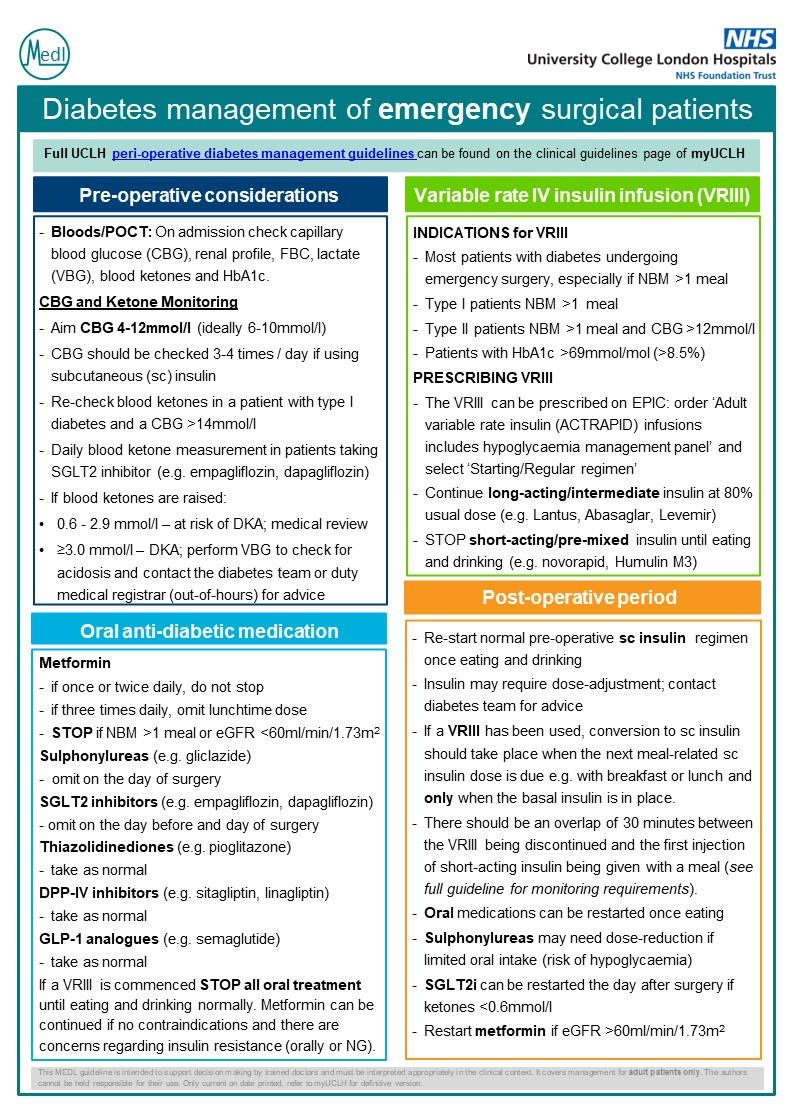 Medl
NHS
University College London Hospitals
NHS Foundation Trust
Diabetes management of emergency surgical patients
Full UCLH peri-operative diabetes management guidelines can be found on the clinical guidelines page of myUCLH
Pre-operative considerations
- Bloods/POCT: On admission check capillary
blood glucose (CBG), renal profile, FBC, lactate
(VBG), blood ketones and HbA1c.
CBG and Ketone Monitoring
- Aim CBG 4-12mmol/l (ideally 6-10mmol/l)
- CBG should be checked 3-4 times / day if using
subcutaneous (sc) insulin
- Re-check blood ketones in a patient with type I
diabetes and a CBG >14mmol/l
- Daily blood ketone measurement in patients taking
SGLT2 inhibitor (e.g. empagliflozin, dapagliflozin)
- If blood ketones are raised:
• 0.6 - 2.9 mmol/l – at risk of DKA; medical review
• ≥3.0 mmol/l – DKA; perform VBG to check for
acidosis and contact the diabetes team or duty
medical registrar (out-of-hours) for advice
Oral anti-diabetic medication
Metformin
- if once or twice daily, do not stop
- if three times daily, omit lunchtime dose
- STOP if NBM >1 meal or eGFR <60ml/min/1.73m²
Sulphonylureas (e.g. gliclazide)
- omit on the day of surgery
SGLT2 inhibitors (e.g. empagliflozin, dapagliflozin)
- omit on the day before and day of surgery
Thiazolidinediones (e.g. pioglitazone)
- take as normal
DPP-IV inhibitors (e.g. sitagliptin, linagliptin)
- take as normal
GLP-1 analogues (e.g. semaglutide)
- take as normal
If a VRIII is commenced STOP all oral treatment
until eating and drinking normally. Metformin can be
continued if no contraindications and there are
concerns regarding insulin resistance (orally or NG).
Variable rate IV insulin infusion (VRIII)
INDICATIONS for VRIII
- Most patients with diabetes undergoing
emergency surgery, especially if NBM >1 meal
- Type I patients NBM >1 meal
- Type II patients NBM >1 meal and CBG >12mmol/l
- Patients with HbA1c >69mmol/mol (>8.5%)
PRESCRIBING VRIII
- The VRIII can be prescribed on EPIC: order ‘Adult
variable rate insulin (ACTRAPID) infusions
includes hypoglycaemia management panel’ and
select ‘Starting/Regular regimen’
- Continue long-acting/intermediate insulin at 80%
usual dose (e.g. Lantus, Abasaglar, Levemir)
- STOP short-acting/pre-mixed insulin until eating
and drinking (e.g. novorapid, Humulin M3)
Post-operative period
- Re-start normal pre-operative sc insulin regimen
once eating and drinking
- Insulin may require dose-adjustment; contact
diabetes team for advice
- If a VRIII has been used, conversion to sc insulin
should take place when the next meal-related sc
insulin dose is due e.g. with breakfast or lunch and
only when the basal insulin is in place.
- There should be an overlap of 30 minutes between
the VRIII being discontinued and the first injection
of short-acting insulin being given with a meal (see
full guideline for monitoring requirements).
- Oral medications can be restarted once eating
- Sulphonylureas may need dose-reduction if
limited oral intake (risk of hypoglycaemia)
- SGLT2i can be restarted the day after surgery if
ketones <0.6mmol/l
- Restart metformin if eGFR >60ml/min/1.73m²
This MEDL guideline is intended to support decision making by trained doctors and must be interpreted appropriately in the clinical context. It covers management for adult patients only. The authors
cannot be held responsible for their use. Only current on date printed, refer to myUCLH for definitive version.